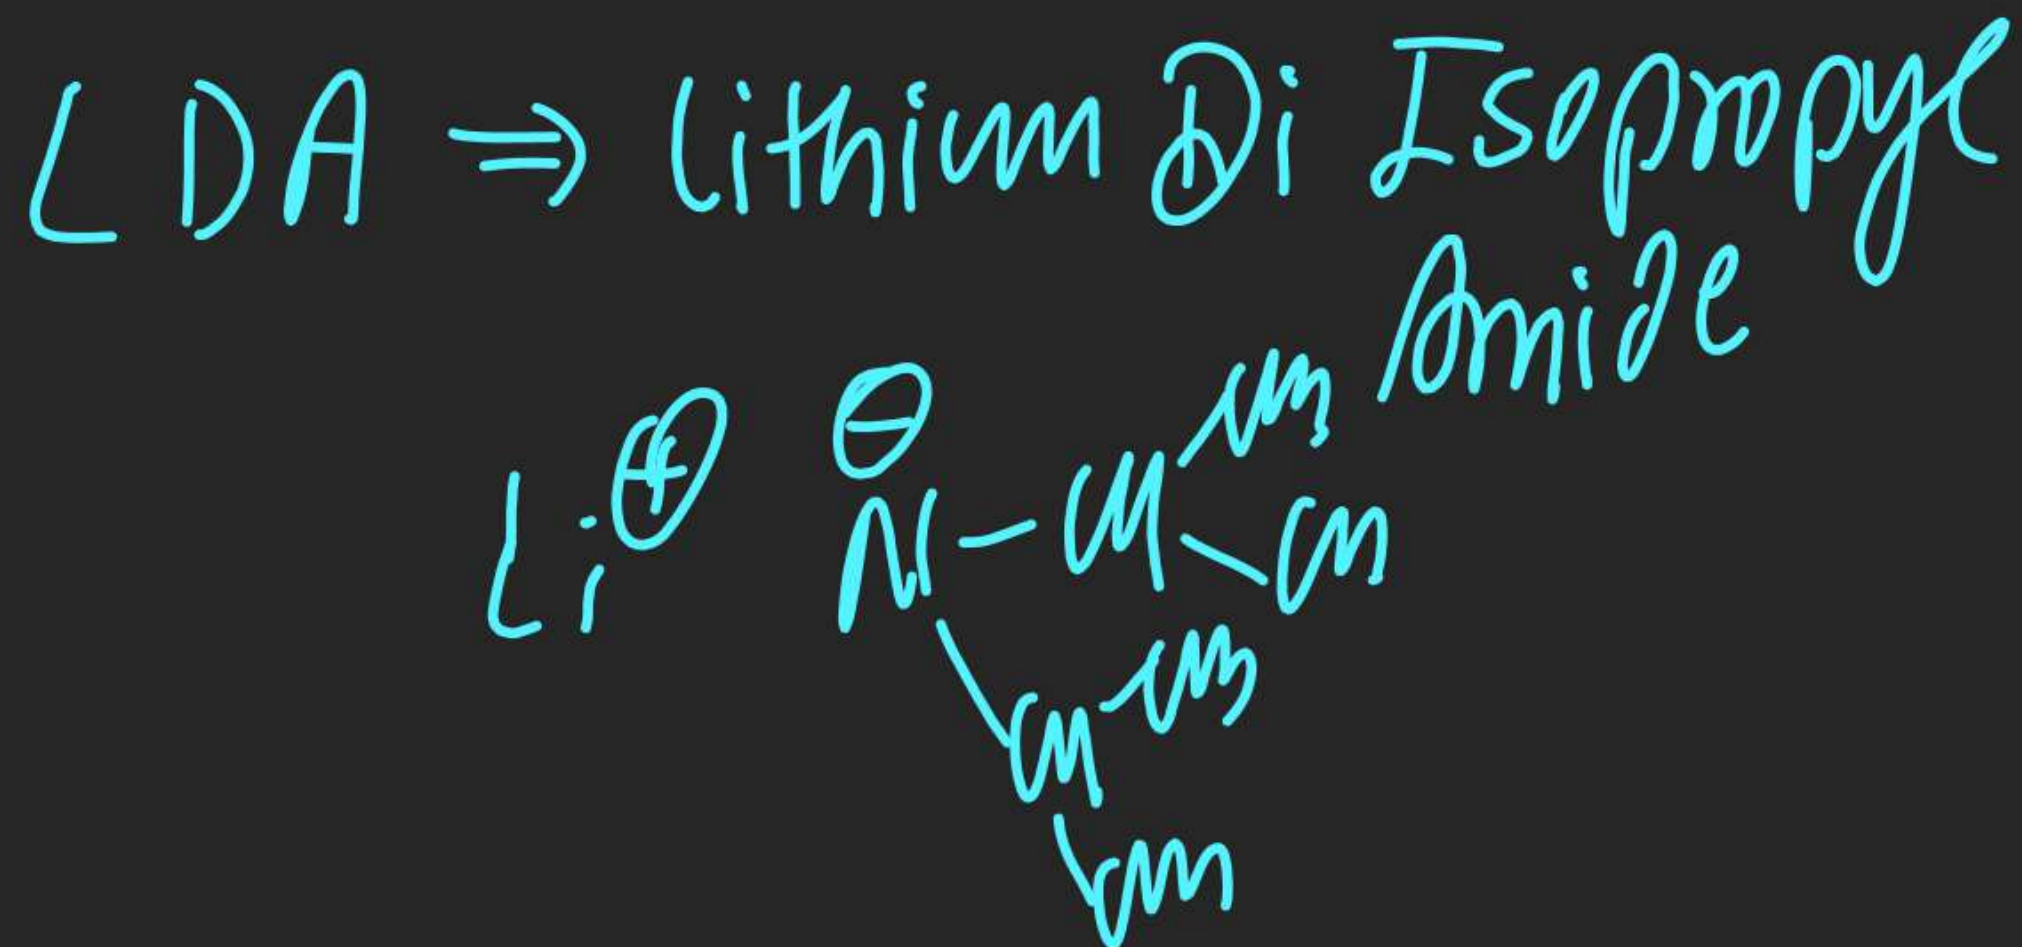 LDA ⇒ Lithium Di Isopropyl
Amide
Li⊕ ⊖
N - CH CH3
CH3
CH CH3
CH3